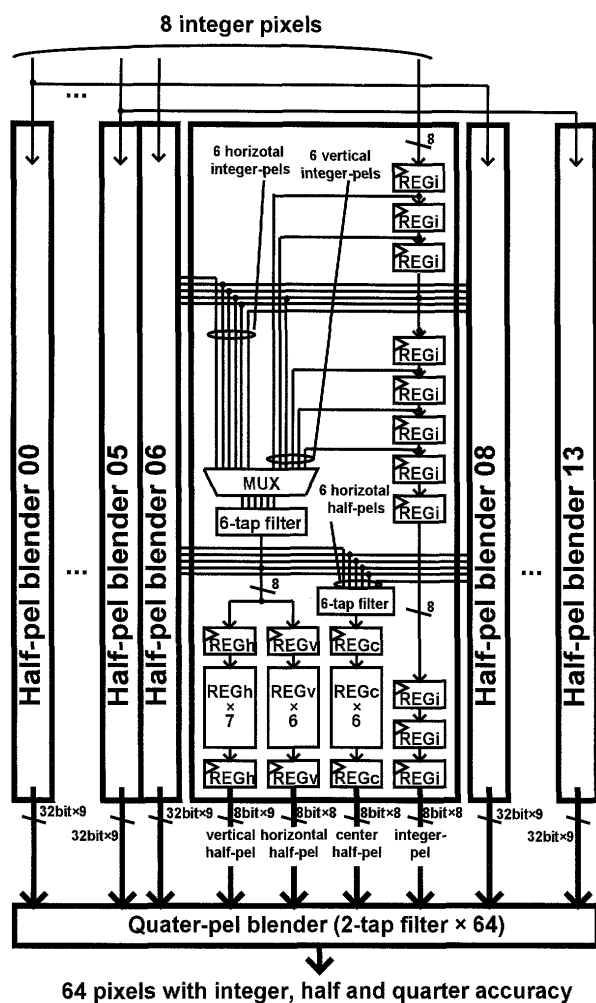 8 integer pixels
...
8
6 horizotal
integer-pels
6 vertical
integer-pels
REGi
REGi
REGi
REGi
REGi
REGi
REGi
REGi
MUX
6-tap filter
6 horizotal
half-pels
8
6-tap filter
8
REGh
REGv
REGc
REGh
×
7
REGv
×
6
REGc
×
6
REGi
REGi
REGh
REGv
REGc
REGi
Half-pel blender 00
...
Half-pel blender 05
Half-pel blender 06
Half-pel blender 08
...
Half-pel blender 13
32bit×9
32bit×9
32bit×9
8bit×9
8bit×8
8bit×8
8bit×8
32bit×9
32bit×9
vertical
half-pel
horizontal
half-pel
center
half-pel
integer-
pel
Quater-pel blender (2-tap filter × 64)
64 pixels with integer, half and quarter accuracy